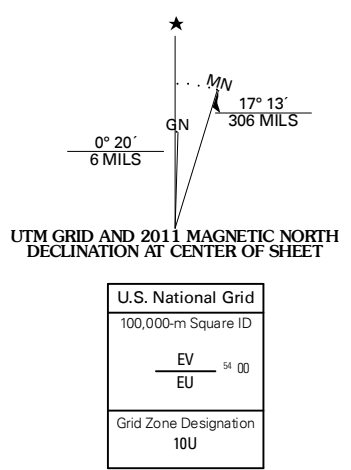 ★
MN
17° 13´
306 MILS
GN
0° 20´
6 MILS
UTM GRID AND 2011 MAGNETIC NORTH
DECLINATION AT CENTER OF SHEET
U.S. National Grid
100,000-m Square ID
EV
54 00
EU
Grid Zone Designation
10U